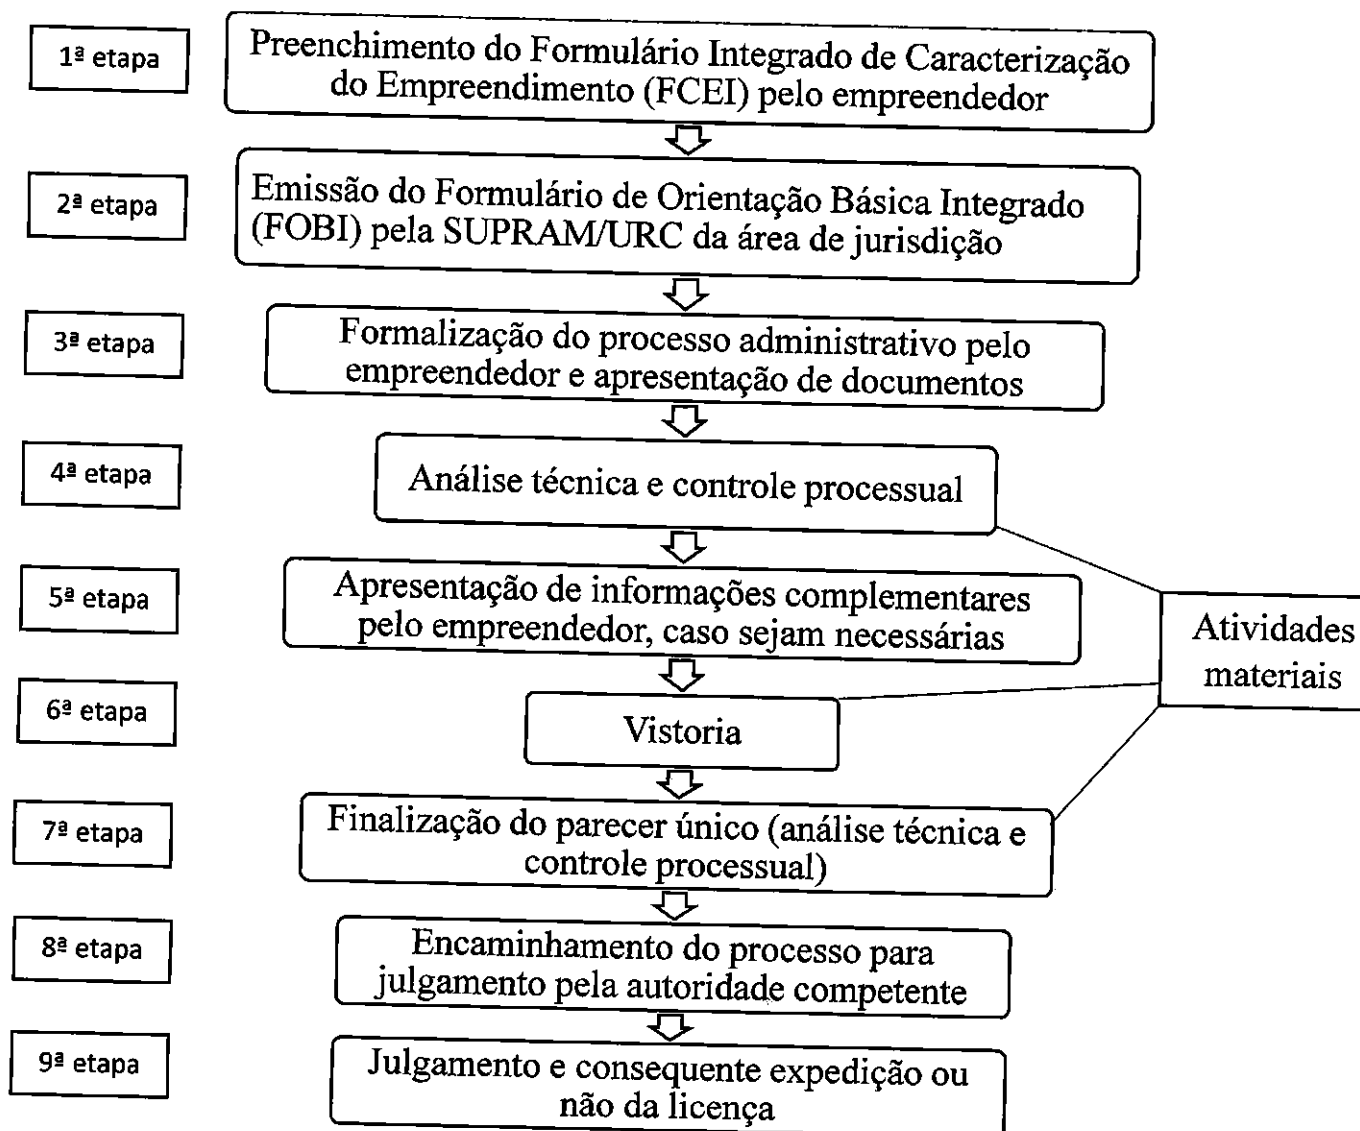 1ª etapa
Preenchimento do Formulário Integrado de Caracterização
do Empreendimento (FCEI) pelo empreendedor
2ª etapa
Emissão do Formulário de Orientação Básica Integrado
(FOBI) pela SUPRAM/URC da área de jurisdição
3ª etapa
Formalização do processo administrativo pelo
empreendedor e apresentação de documentos
4ª etapa
Análise técnica e controle processual
5ª etapa
Apresentação de informações complementares
pelo empreendedor, caso sejam necessárias
Atividades
materiais
6ª etapa
Vistoria
7ª etapa
Finalização do parecer único (análise técnica e
controle processual)
8ª etapa
Encaminhamento do processo para
julgamento pela autoridade competente
9ª etapa
Julgamento e consequente expedição ou
não da licença